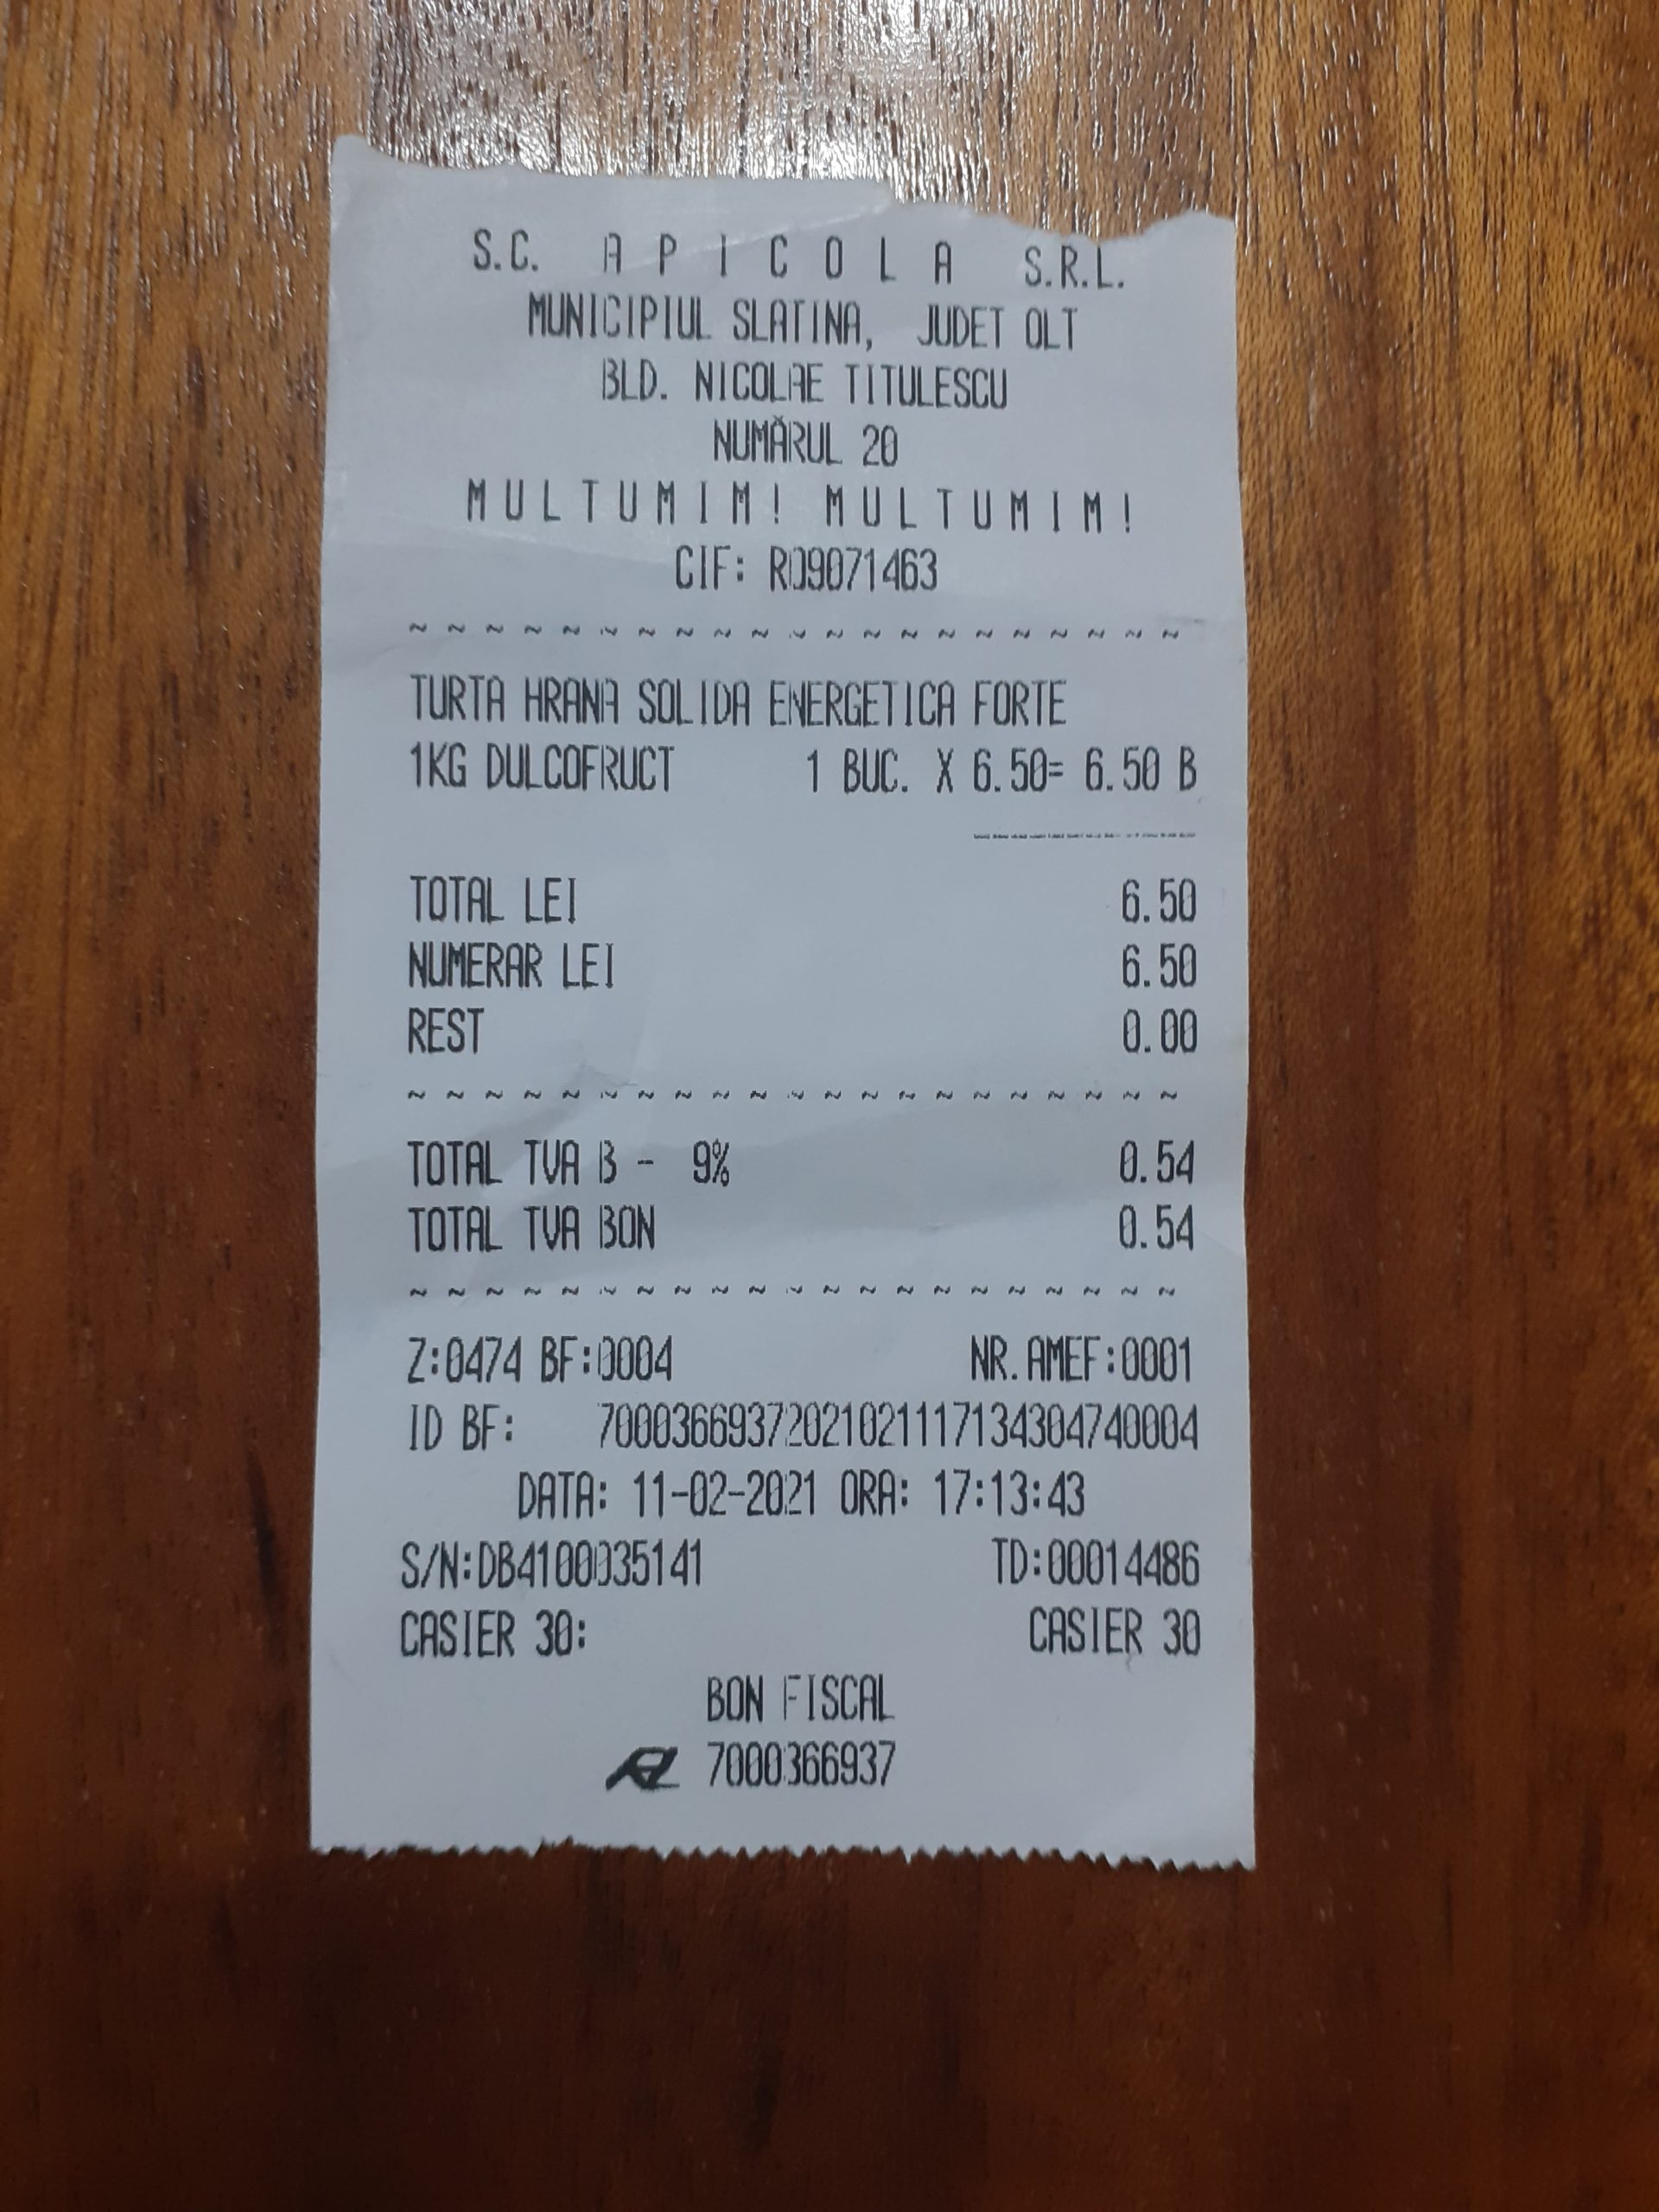 S.C. A P I C O L A S.R.L.
MUNICIPIUL SLATINA, JUDET OLT
BLD. NICOLAE TITULESCU
NUMĂRUL 20
M U L T U M I M ! M U L T U M I M !
CIF: RO9071463
~ ~ ~ ~ ~ ~ ~ ~ ~ ~ ~ ~ ~ ~ ~ ~ ~ ~ ~ ~ ~
TURTA HRANA SOLIDA ENERGETICA FORTE
1KG DULCOFRUCT 1 BUC. X 6.50= 6.50 B
TOTAL LEI 6.50
NUMERAR LEI 6.50
REST 0.00
~ ~ ~ ~ ~ ~ ~ ~ ~ ~ ~ ~ ~ ~ ~ ~ ~ ~ ~ ~ ~
TOTAL TVA B - 9% 0.54
TOTAL TVA BON 0.54
~ ~ ~ ~ ~ ~ ~ ~ ~ ~ ~ ~ ~ ~ ~ ~ ~ ~ ~ ~ ~
Z:0474 BF:0004 NR.AMEF:0001
ID BF: 70003669372021021117134304740004
DATA: 11-02-2021 ORA: 17:13:43
S/N:DB4100035141 TD:00014486
CASIER 30: CASIER 30
BON FISCAL
7000366937